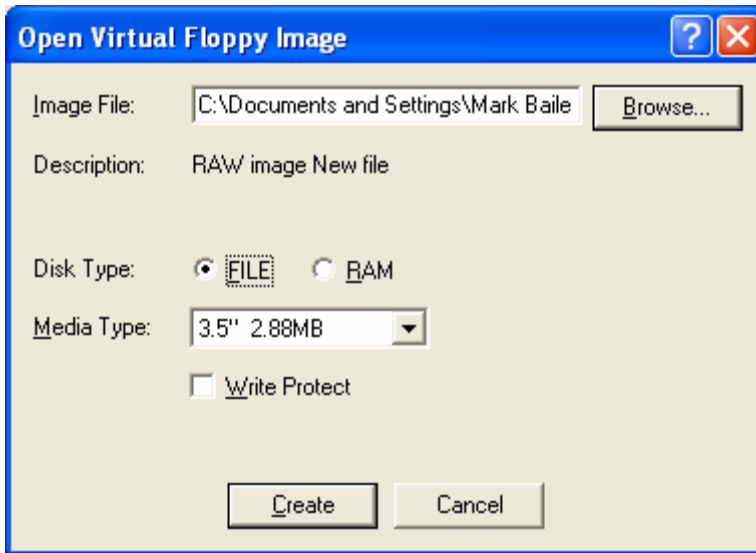 Open Virtual Floppy Image
Image File: C:\Documents and Settings\Mark Baile Browse...
Description: RAW image New file
Disk Type: FILE RAM
Media Type: 3.5" 2.88MB
Write Protect
Create Cancel